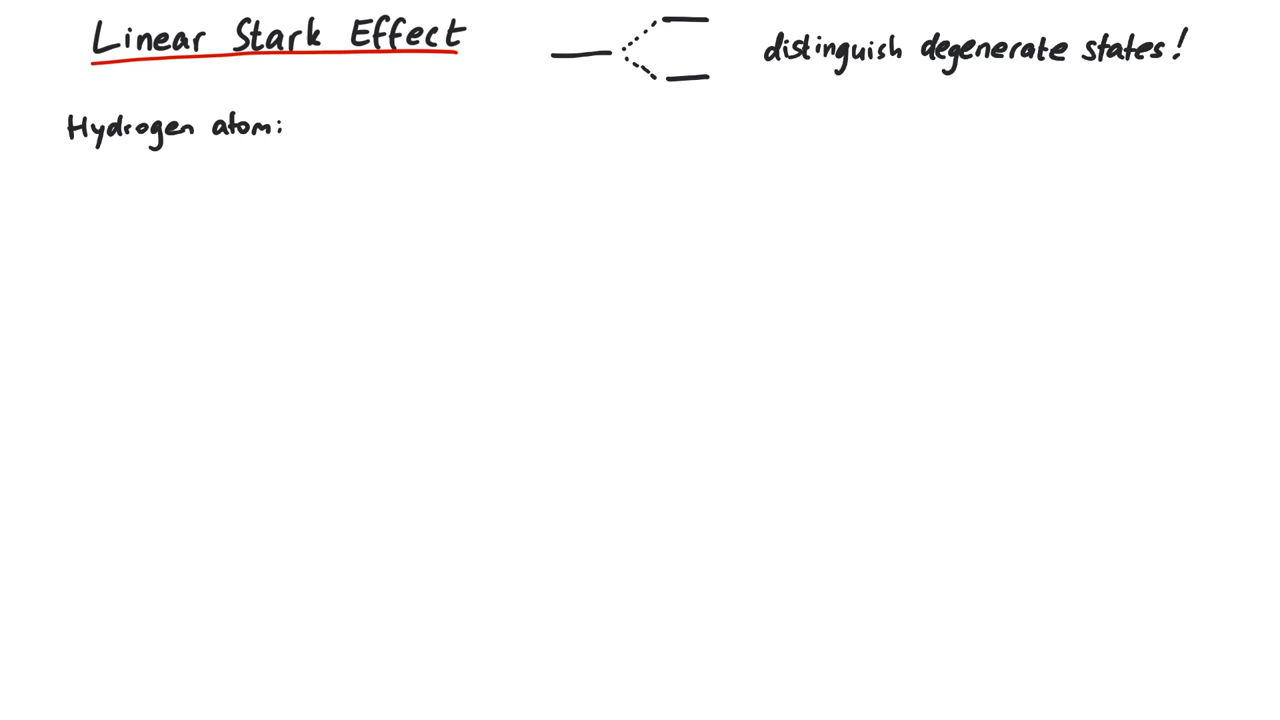 Linear Stark Effect
distinguish degenerate states!
Hydrogen atom: